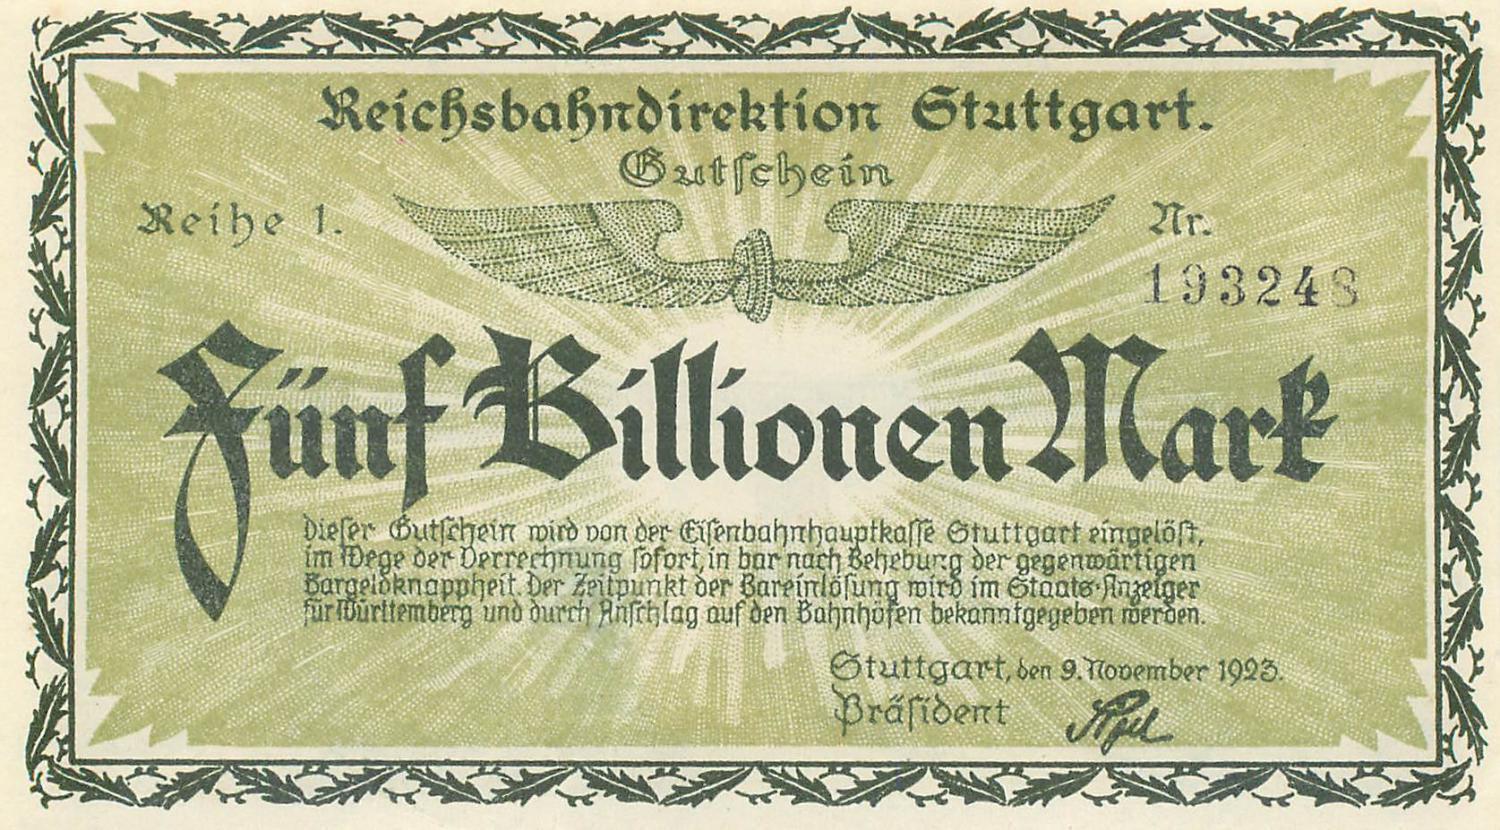 Reichsbahndirektion Stuttgart.
Gutschein
Reihe 1.
Nr.
193248
Fünf Billionen Mark
Dieser Gutschein wird von der Eisenbahnhauptkasse Stuttgart eingelöst,
im Wege der Verrechnung sofort, in bar nach Behebung der gegenwärtigen
Bargeldknappheit. Der Zeitpunkt der Bareinlösung wird im Staats-Anzeiger
für Württemberg und durch Anschlag auf den Bahnhöfen bekanntgegeben werden.
Stuttgart, den 9. November 1923.
Präsident